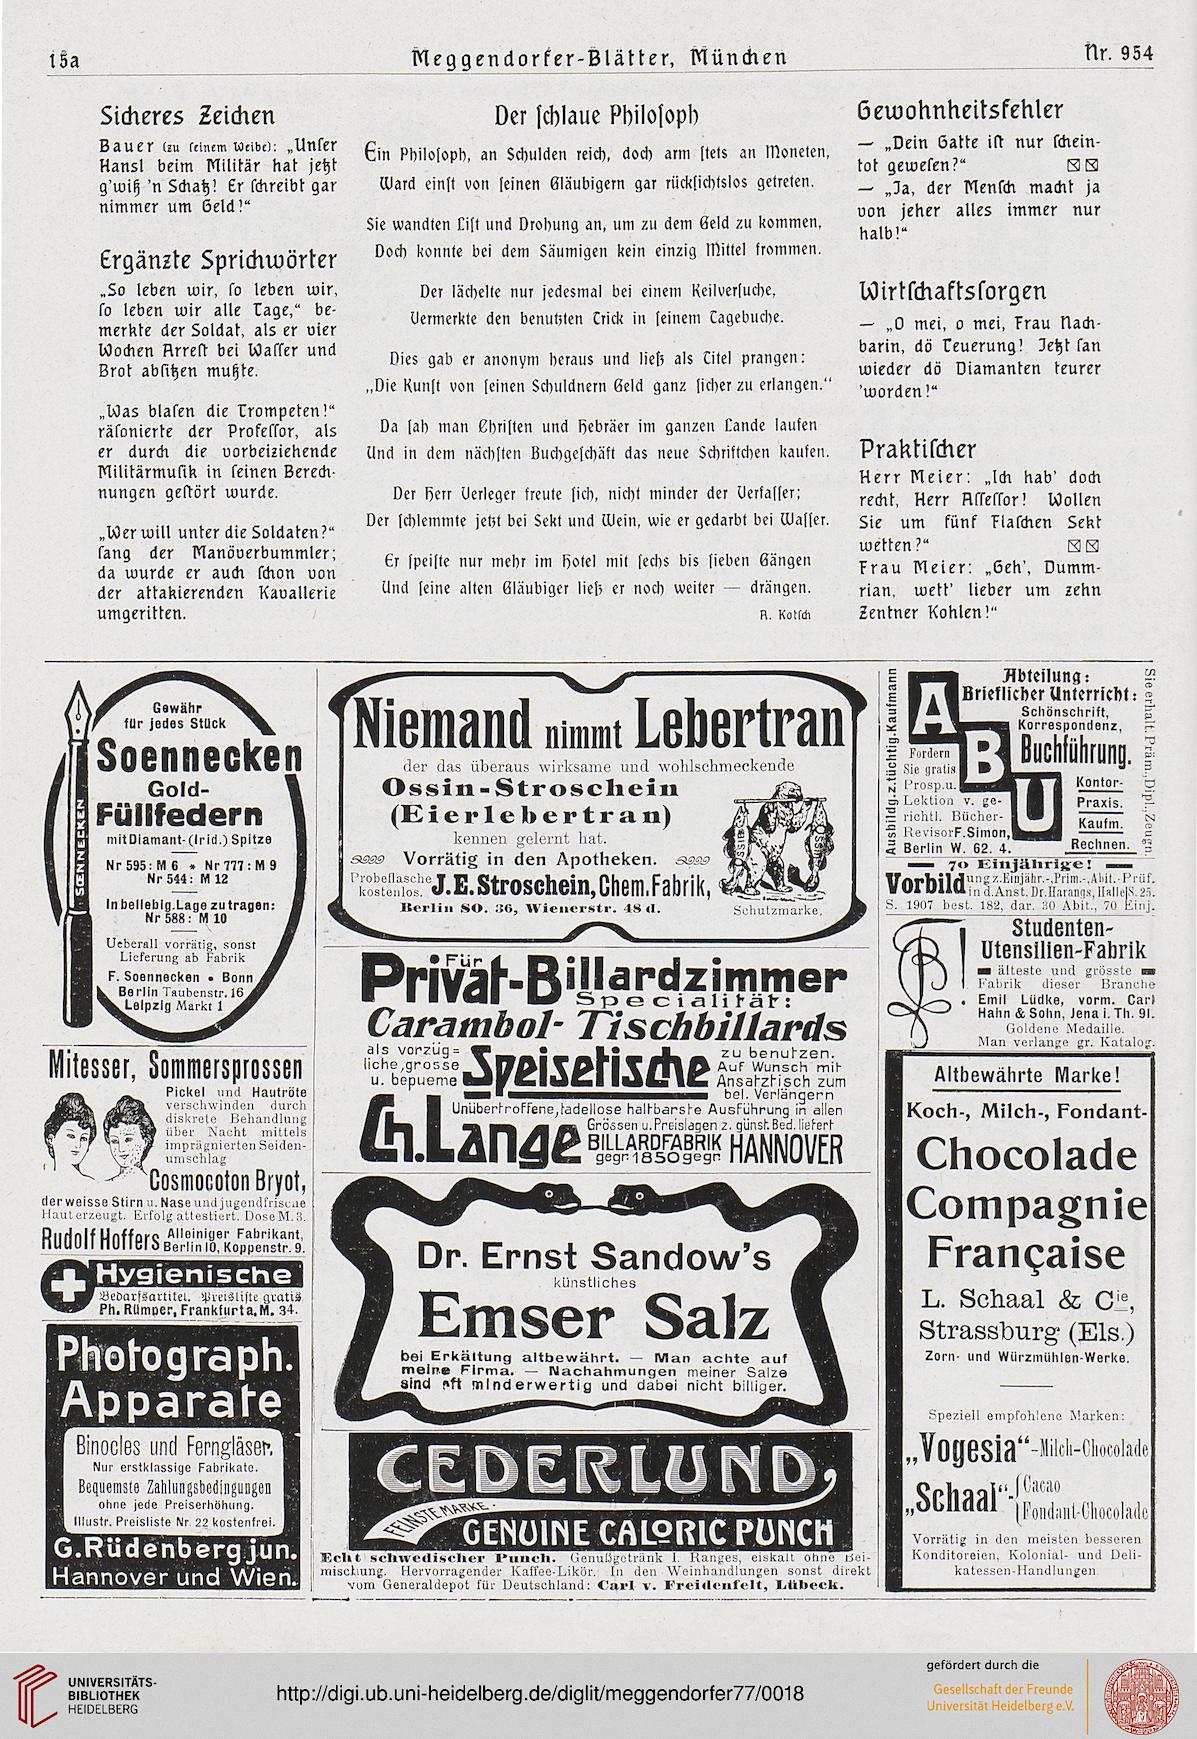 15a
Meggendorfer-Blätter, München
Nr. 954
Sicheres Zeichen
Bauer (zu seinem Weibe): „Unser
Hansl beim Militär hat jetzt
g'wiß 'n Schatz! Er schreibt gar
nimmer um Geld!“
Ergänzte Sprichwörter
„So leben wir, so leben wir,
so leben wir alle Tage,“ be-
merkte der Soldat, als er vier
Wochen Arrest bei Wasser und
Brot absitzen mußte.
„Was blasen die Trompeten!“
räsonierte der Professor, als
er durch die vorbeiziehende
Militärmusik in seinen Berech-
nungen gestört wurde.
„Wer will unter die Soldaten?“
sang der Manöverbummler;
da wurde er auch schon von
der attakierenden Kavallerie
umgeritten.
Der schlaue Philosoph
Ein Philosoph, an Schulden reich, doch arm stets an Moneten,
Ward einst von seinen Gläubigern gar rücksichtslos getreten.
Sie wandten List und Drohung an, um zu dem Geld zu kommen,
Doch konnte bei dem Säumigen kein einzig Mittel frommen.
Der lächelte nur jedesmal bei einem Keilversuche,
Vermerkte den benutzten Trick in seinem Tagebuche.
Dies gab er anonym heraus und ließ als Titel prangen:
„Die Kunst von seinen Schuldnern Geld ganz sicher zu erlangen.“
Da sah man Christen und Hebräer im ganzen Lande laufen
Und in dem nächsten Buchgeschäft das neue Schriftchen kaufen.
Der Herr Verleger freute sich, nicht minder der Verfasser;
Der schlemmte jetzt bei Sekt und Wein, wie er gedarbt bei Wasser.
Er speiste nur mehr im Hotel mit sechs bis sieben Gängen
Und seine alten Gläubiger ließ er noch weiter — drängen.
A. Kotsch
Gewohnheitsfehler
— „Dein Gatte ist nur schein-
tot gewesen?“
— „Ja, der Mensch macht ja
von jeher alles immer nur
halb!“
Wirtschaftssorgen
— „O mei, o mei, Frau Nach-
barin, dö Teuerung! Jetzt san
wieder dö Diamanten teurer
'worden!“
Praktischer
Herr Meier: „Ich hab' doch
recht, Herr Assessor! Wollen
Sie um fünf Flaschen Sekt
wetten?“
Frau Meier: „Geh', Dumm-
rian, wett' lieber um zehn
Zentner Kohlen!“
Gewähr
für jedes Stück
Soennecken
Gold-
Füllfedern
mit Diamant-(Irid.) Spitze
Nr 595: M 6 * Nr 777: M 9
Nr 544: M 12
In bellebig. Lage zu tragen:
Nr 588: M 10
Ueberall vorrätig, sonst
Lieferung ab Fabrik
F. Soennecken • Bonn
Berlin Taubenstr. 16
Leipzig Markt 1
SŒNNECKEN
Mitesser, Sommersprossen
Pickel und Hautröte
verschwinden durch
diskrete Behandlung
über Nacht mittels
imprägnierten Seiden-
umschlag
Cosmocoton Bryot,
der weisse Stirn u. Nase und jugendfrische
Haut erzeugt. Erfolg attestiert. Dose M. 3.
Rudolf Hoffers Alleiniger Fabrikant,
Berlin 10, Koppenstr. 9.
Hygienische
Bedarfsartikel. Preisliste gratis.
Ph. Rümper, Frankfurt a. M. 34.
Photograph.
Apparate
Binocles und Ferngläser.
Nur erstklassige Fabrikate.
Bequemste Zahlungsbedingungen
ohne jede Preiserhöhung.
Illustr. Preisliste Nr. 22 kostenfrei.
G. Rüdenberg jun.
Hannover und Wien.
Niemand nimmt Lebertran
der das überaus wirksame und wohlschmeckende
Ossin-Stroschein
(Eierlebertran)
kennen gelernt hat.
Vorrätig in den Apotheken.
Probeflasche
kostenlos. J. E. Stroschein, Chem. Fabrik,
Berlin SO. 36, Wienerstr. 48 d.
OSSIN
Schutzmarke.
Für
Privat-Billardzimmer
Specialität:
Carambol-Tischbillards
als vorzüg=
liche, grosse
u. bequeme
Speisetische
zu benutzen.
Auf Wunsch mit
Ansatztisch zum
bel. Verlängern
Unübertroffene, tadellose haltbarste Ausführung in allen
Grössen u. Preislagen z. günst. Bed. liefert
Ch. Lange
BILLARDFABRIK HANNOVER
gegr. 1850 gegr.
Dr. Ernst Sandow's
künstliches
Emser Salz
bei Erkältung altbewährt. — Man achte auf
meine Firma. — Nachahmungen meiner Salze
sind oft minderwertig und dabei nicht billiger.
CEDERLUND,
FEINSTE MARKE.
GENUINE CALORIC PUNCH
Echt schwedischer Punch. Genußgetränk I. Ranges, eiskalt ohne Bei-
mischung. Hervorragender Kaffee-Likör. In den Weinhandlungen sonst direkt
vom Generaldepot für Deutschland: Carl v. Freidenfelt, Lübeck.
Ausbildg. z. tüchtig. Kaufmann
ABU
Abteilung:
Brieflicher Unterricht:
Schönschrift,
Korrespondenz,
Buchführung.
Kontor-
Praxis.
Kaufm.
Rechnen.
Fordern
Sie gratis
Prosp. u.
Lektion v. ge-
richtl. Bücher-
Revisor F. Simon,
Berlin W. 62. 4.
Sie erhalt. Präm., Dipl., Zeugn.
70 Einjährige!
Vorbildung z. Einjähr.-, Prim.-, Abit.-Prüf.
in d. Anst. Dr. Harangs, Halle S. 25.
S. 1907 best. 182, dar. 30 Abit., 70 Einj.
Studenten-
Utensilien-Fabrik
älteste und grösste
Fabrik dieser Branche
Emil Lüdke, vorm. Carl
Hahn & Sohn, Jena i. Th. 91.
Goldene Medaille.
Man verlange gr. Katalog.
Altbewährte Marke!
Koch-, Milch-, Fondant-
Chocolade
Compagnie
Française
L. Schaal & Cie,
Strassburg (Els.)
Zorn- und Würzmühlen-Werke.
Speziell empfohlene Marken:
„Vogesia“-Milch-Chocolade
„Schaal“-{Cacao
Fondant-Chocolade
Vorrätig in den meisten besseren
Konditoreien, Kolonial- und Deli-
katessen-Handlungen
UNIVERSITÄTS-
BIBLIOTHEK
HEIDELBERG
http://digi.ub.uni-heidelberg.de/diglit/meggendorfer77/0018
gefördert durch die
Gesellschaft der Freunde
Universität Heidelberg e.V.